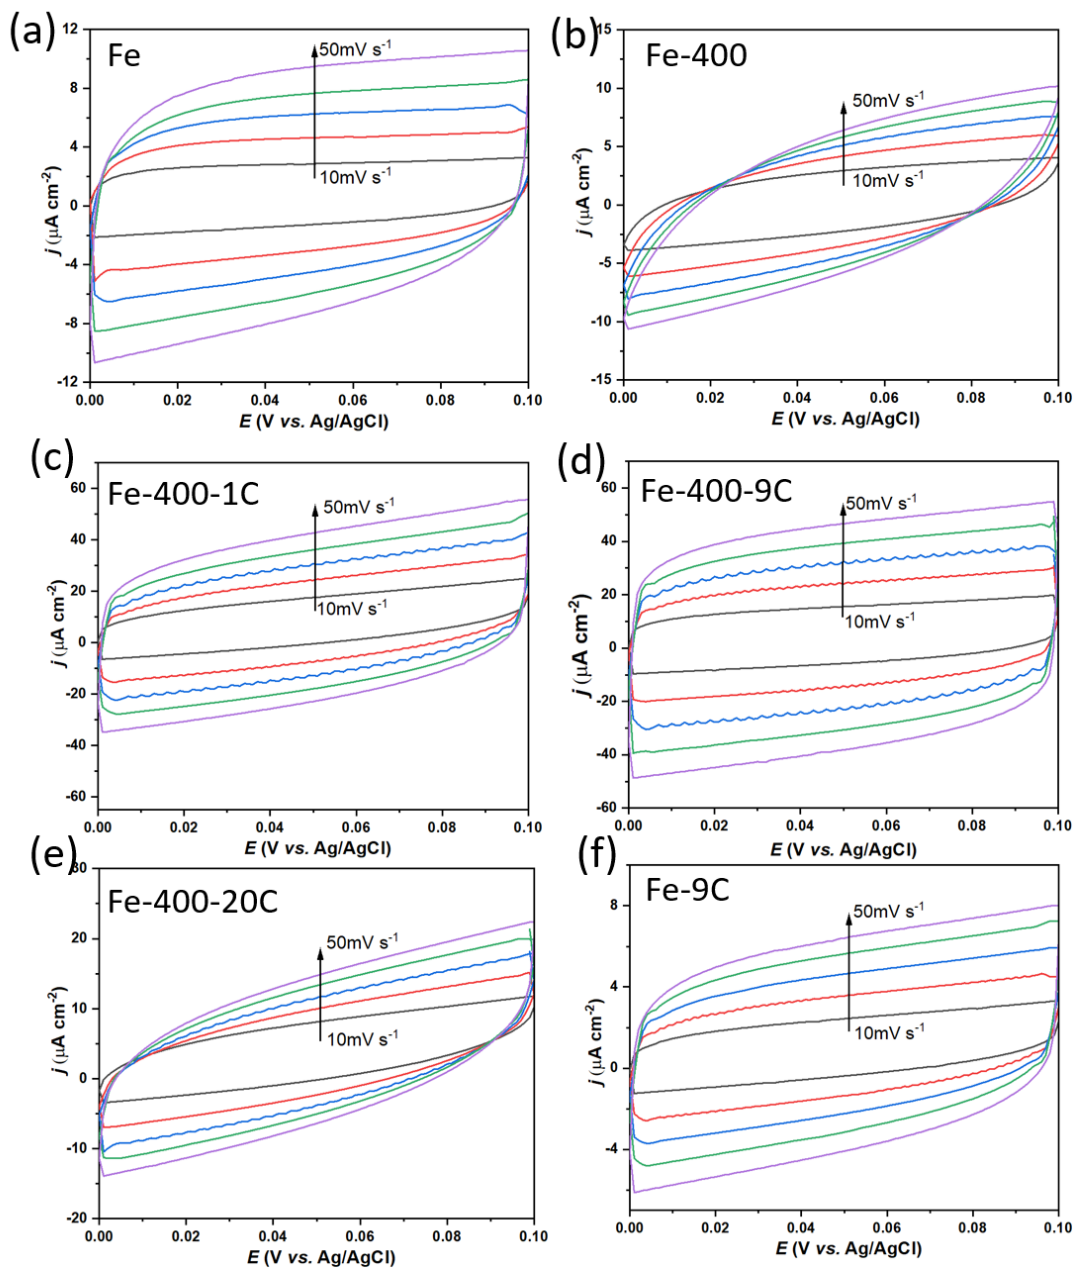 (a)
Fe
50mV s⁻¹
10mV s⁻¹
12
8
4
0
-4
-8
-12
j (μA cm⁻²)
0.00 0.02 0.04 0.06 0.08 0.10
E (V vs. Ag/AgCl)
(b)
Fe-400
50mV s⁻¹
10mV s⁻¹
15
10
5
0
-5
-10
-15
j (μA cm⁻²)
0.00 0.02 0.04 0.06 0.08 0.10
E (V vs. Ag/AgCl)
(c)
Fe-400-1C
50mV s⁻¹
10mV s⁻¹
60
40
20
0
-20
-40
-60
j (μA cm⁻²)
0.00 0.02 0.04 0.06 0.08 0.10
E (V vs. Ag/AgCl)
(d)
Fe-400-9C
50mV s⁻¹
10mV s⁻¹
60
40
20
0
-20
-40
-60
j (μA cm⁻²)
0.00 0.02 0.04 0.06 0.08 0.10
E (V vs. Ag/AgCl)
(e)
Fe-400-20C
50mV s⁻¹
10mV s⁻¹
30
20
10
0
-10
-20
j (μA cm⁻²)
0.00 0.02 0.04 0.06 0.08 0.10
E (V vs. Ag/AgCl)
(f)
Fe-9C
50mV s⁻¹
10mV s⁻¹
8
4
0
-4
j (μA cm⁻²)
0.00 0.02 0.04 0.06 0.08 0.10
E (V vs. Ag/AgCl)